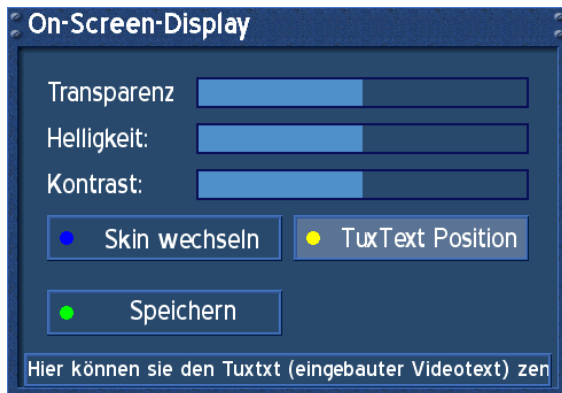 On-Screen-Display
Transparenz
Helligkeit:
Kontrast:
Skin wechseln
TuxText Position
Speichern
Hier können sie den Tuxtxt (eingebauter Videotext) zen